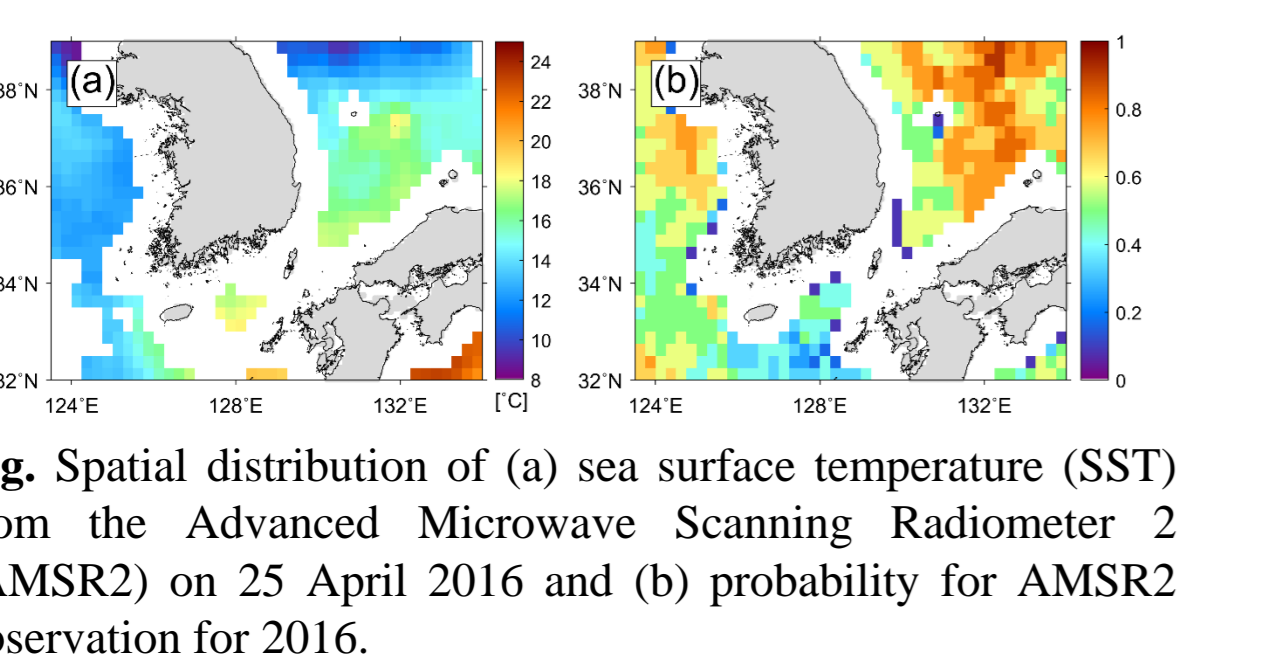 (a)
(b)
38°N
36°N
34°N
32°N
124°E 128°E 132°E
24
22
20
18
16
14
12
10
8
[°C]
38°N
36°N
34°N
32°N
124°E 128°E 132°E
1
0.8
0.6
0.4
0.2
0
g. Spatial distribution of (a) sea surface temperature (SST)
om the Advanced Microwave Scanning Radiometer 2
AMSR2) on 25 April 2016 and (b) probability for AMSR2
bservation for 2016.